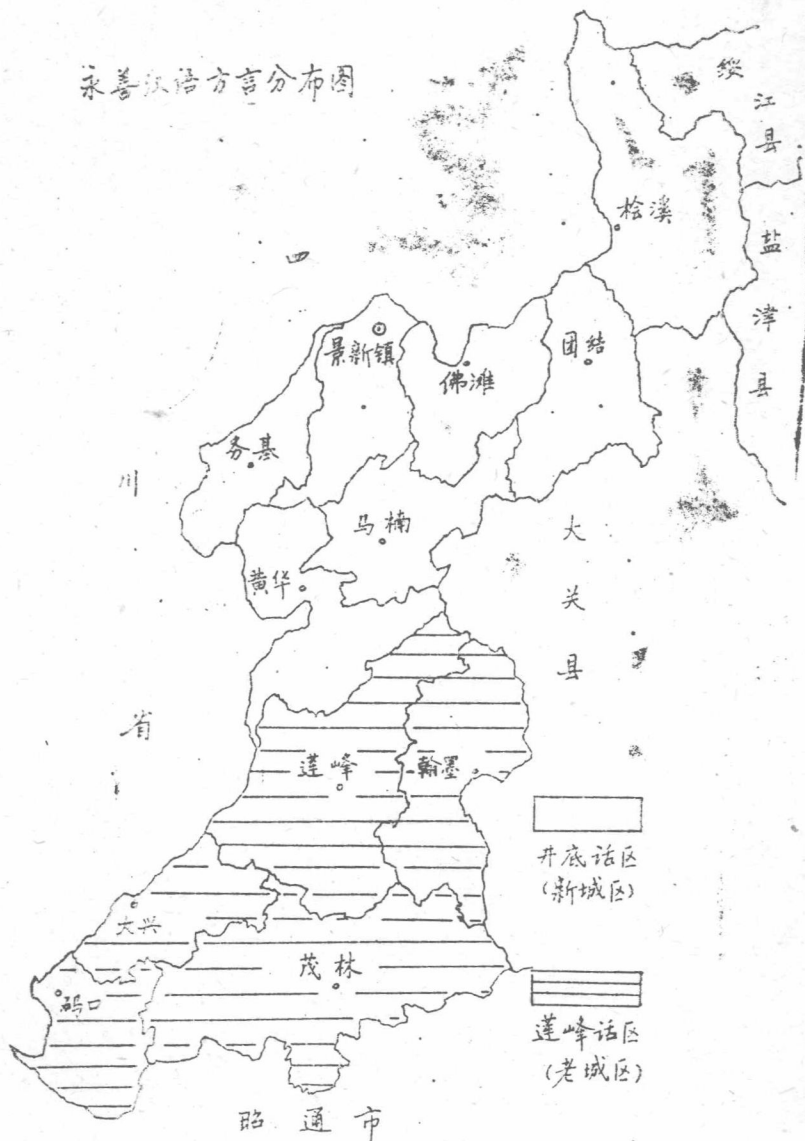 永善汉语方言分布图
绥江县
桧溪
盐津县
四川省
景新镇
佛滩
团结
务基
马楠
黄华
大关县
莲峰
翰墨
井底话区
(新城区)
大兴
茂林
码口
莲峰话区
(老城区)
昭通市